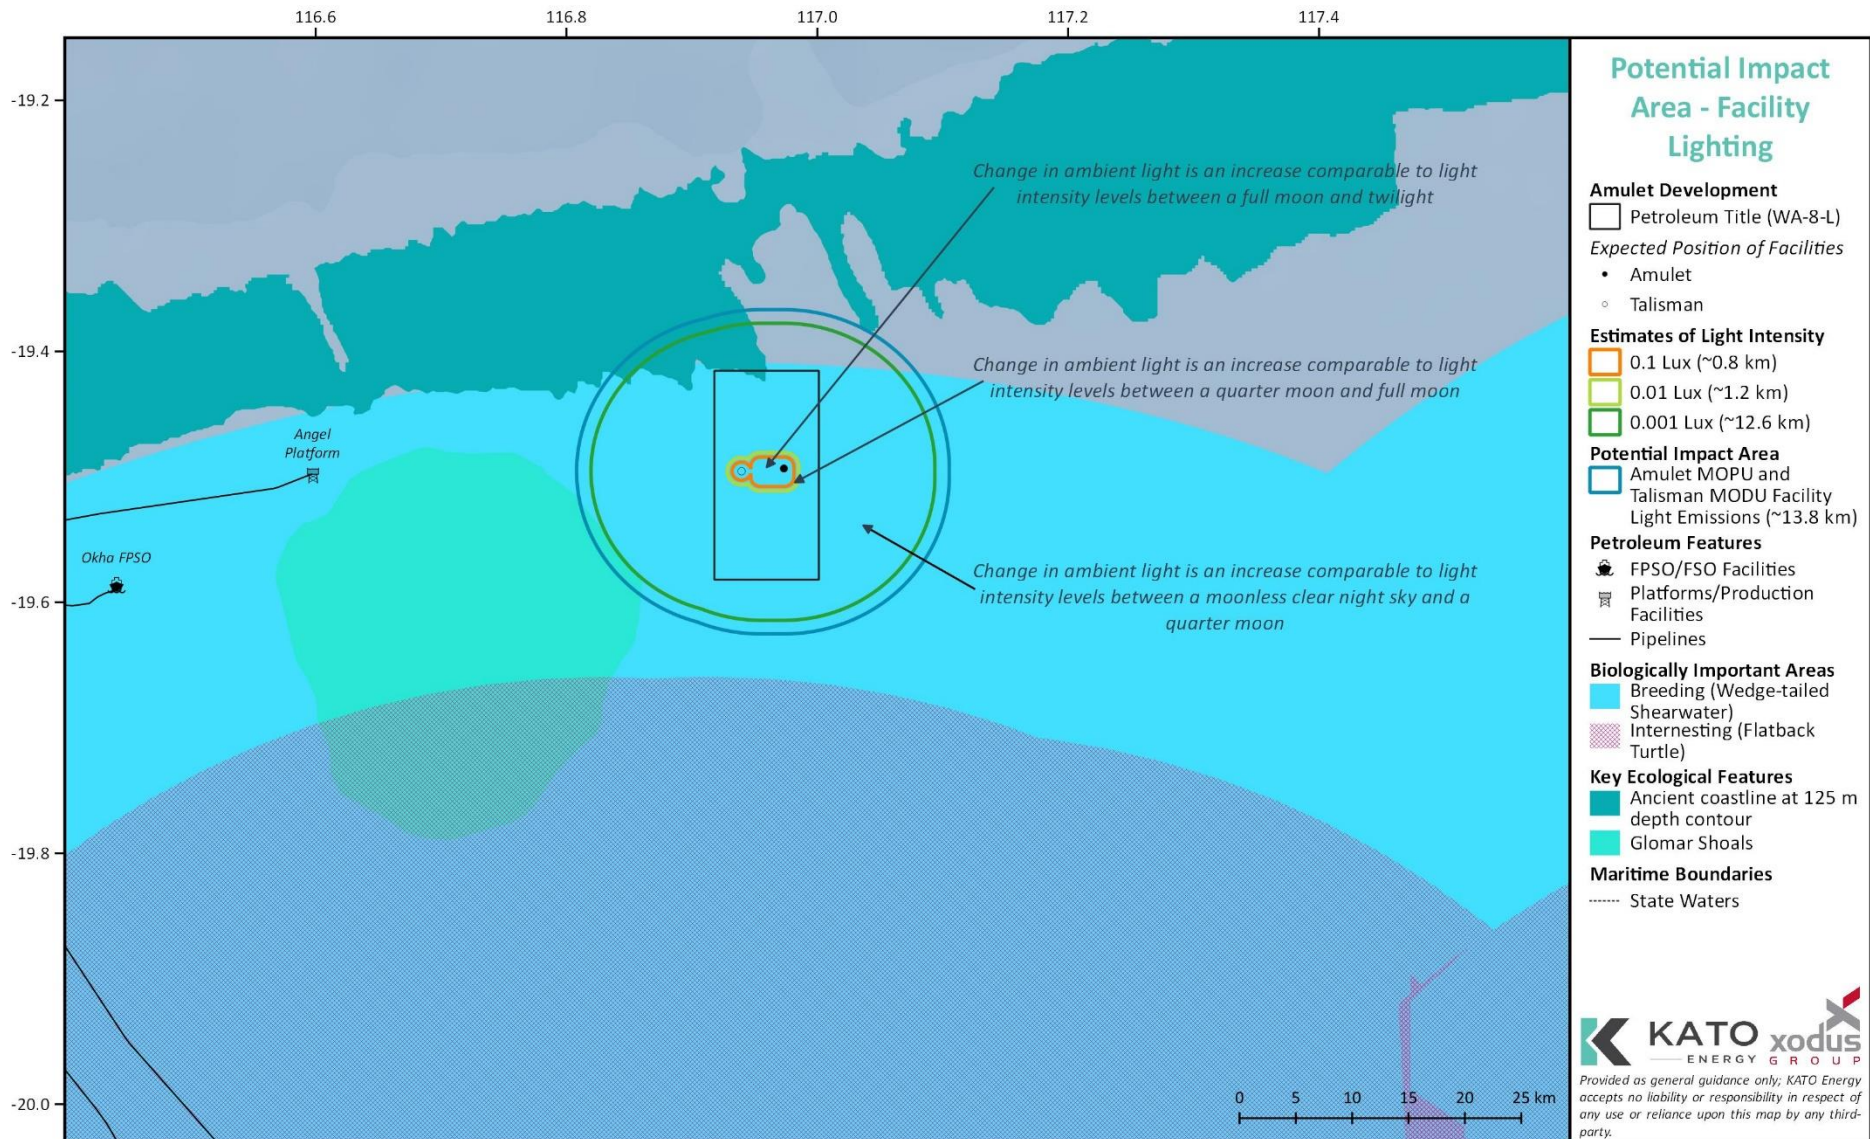 116.6
116.8
117.0
117.2
117.4
-19.2
-19.4
-19.6
-19.8
-20.0
Change in ambient light is an increase comparable to light
intensity levels between a full moon and twilight
Change in ambient light is an increase comparable to light
intensity levels between a quarter moon and full moon
Angel
Platform
Okha FPSO
Change in ambient light is an increase comparable to light
intensity levels between a moonless clear night sky and a
quarter moon
0 5 10 15 20 25 km
Potential Impact
Area - Facility
Lighting
Amulet Development
Petroleum Title (WA-8-L)
Expected Position of Facilities
Amulet
Talisman
Estimates of Light Intensity
0.1 Lux (~0.8 km)
0.01 Lux (~1.2 km)
0.001 Lux (~12.6 km)
Potential Impact Area
Amulet MOPU and
Talisman MODU Facility
Light Emissions (~13.8 km)
Petroleum Features
FPSO/FSO Facilities
Platforms/Production
Facilities
Pipelines
Biologically Important Areas
Breeding (Wedge-tailed
Shearwater)
Internesting (Flatback
Turtle)
Key Ecological Features
Ancient coastline at 125 m
depth contour
Glomar Shoals
Maritime Boundaries
State Waters
KATO
ENERGY
xodus
GROUP
Provided as general guidance only; KATO Energy
accepts no liability or responsibility in respect of
any use or reliance upon this map by any third-
party.